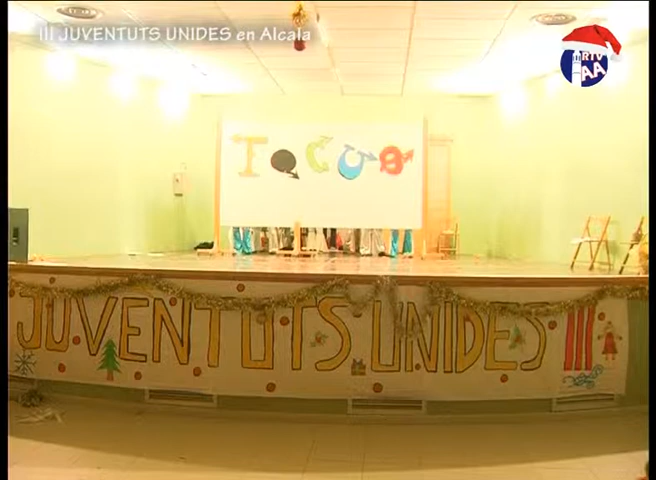 III JUVENTUTS UNIDES en Alcala
RTV
AA
JUVENTUTS UNIDES III